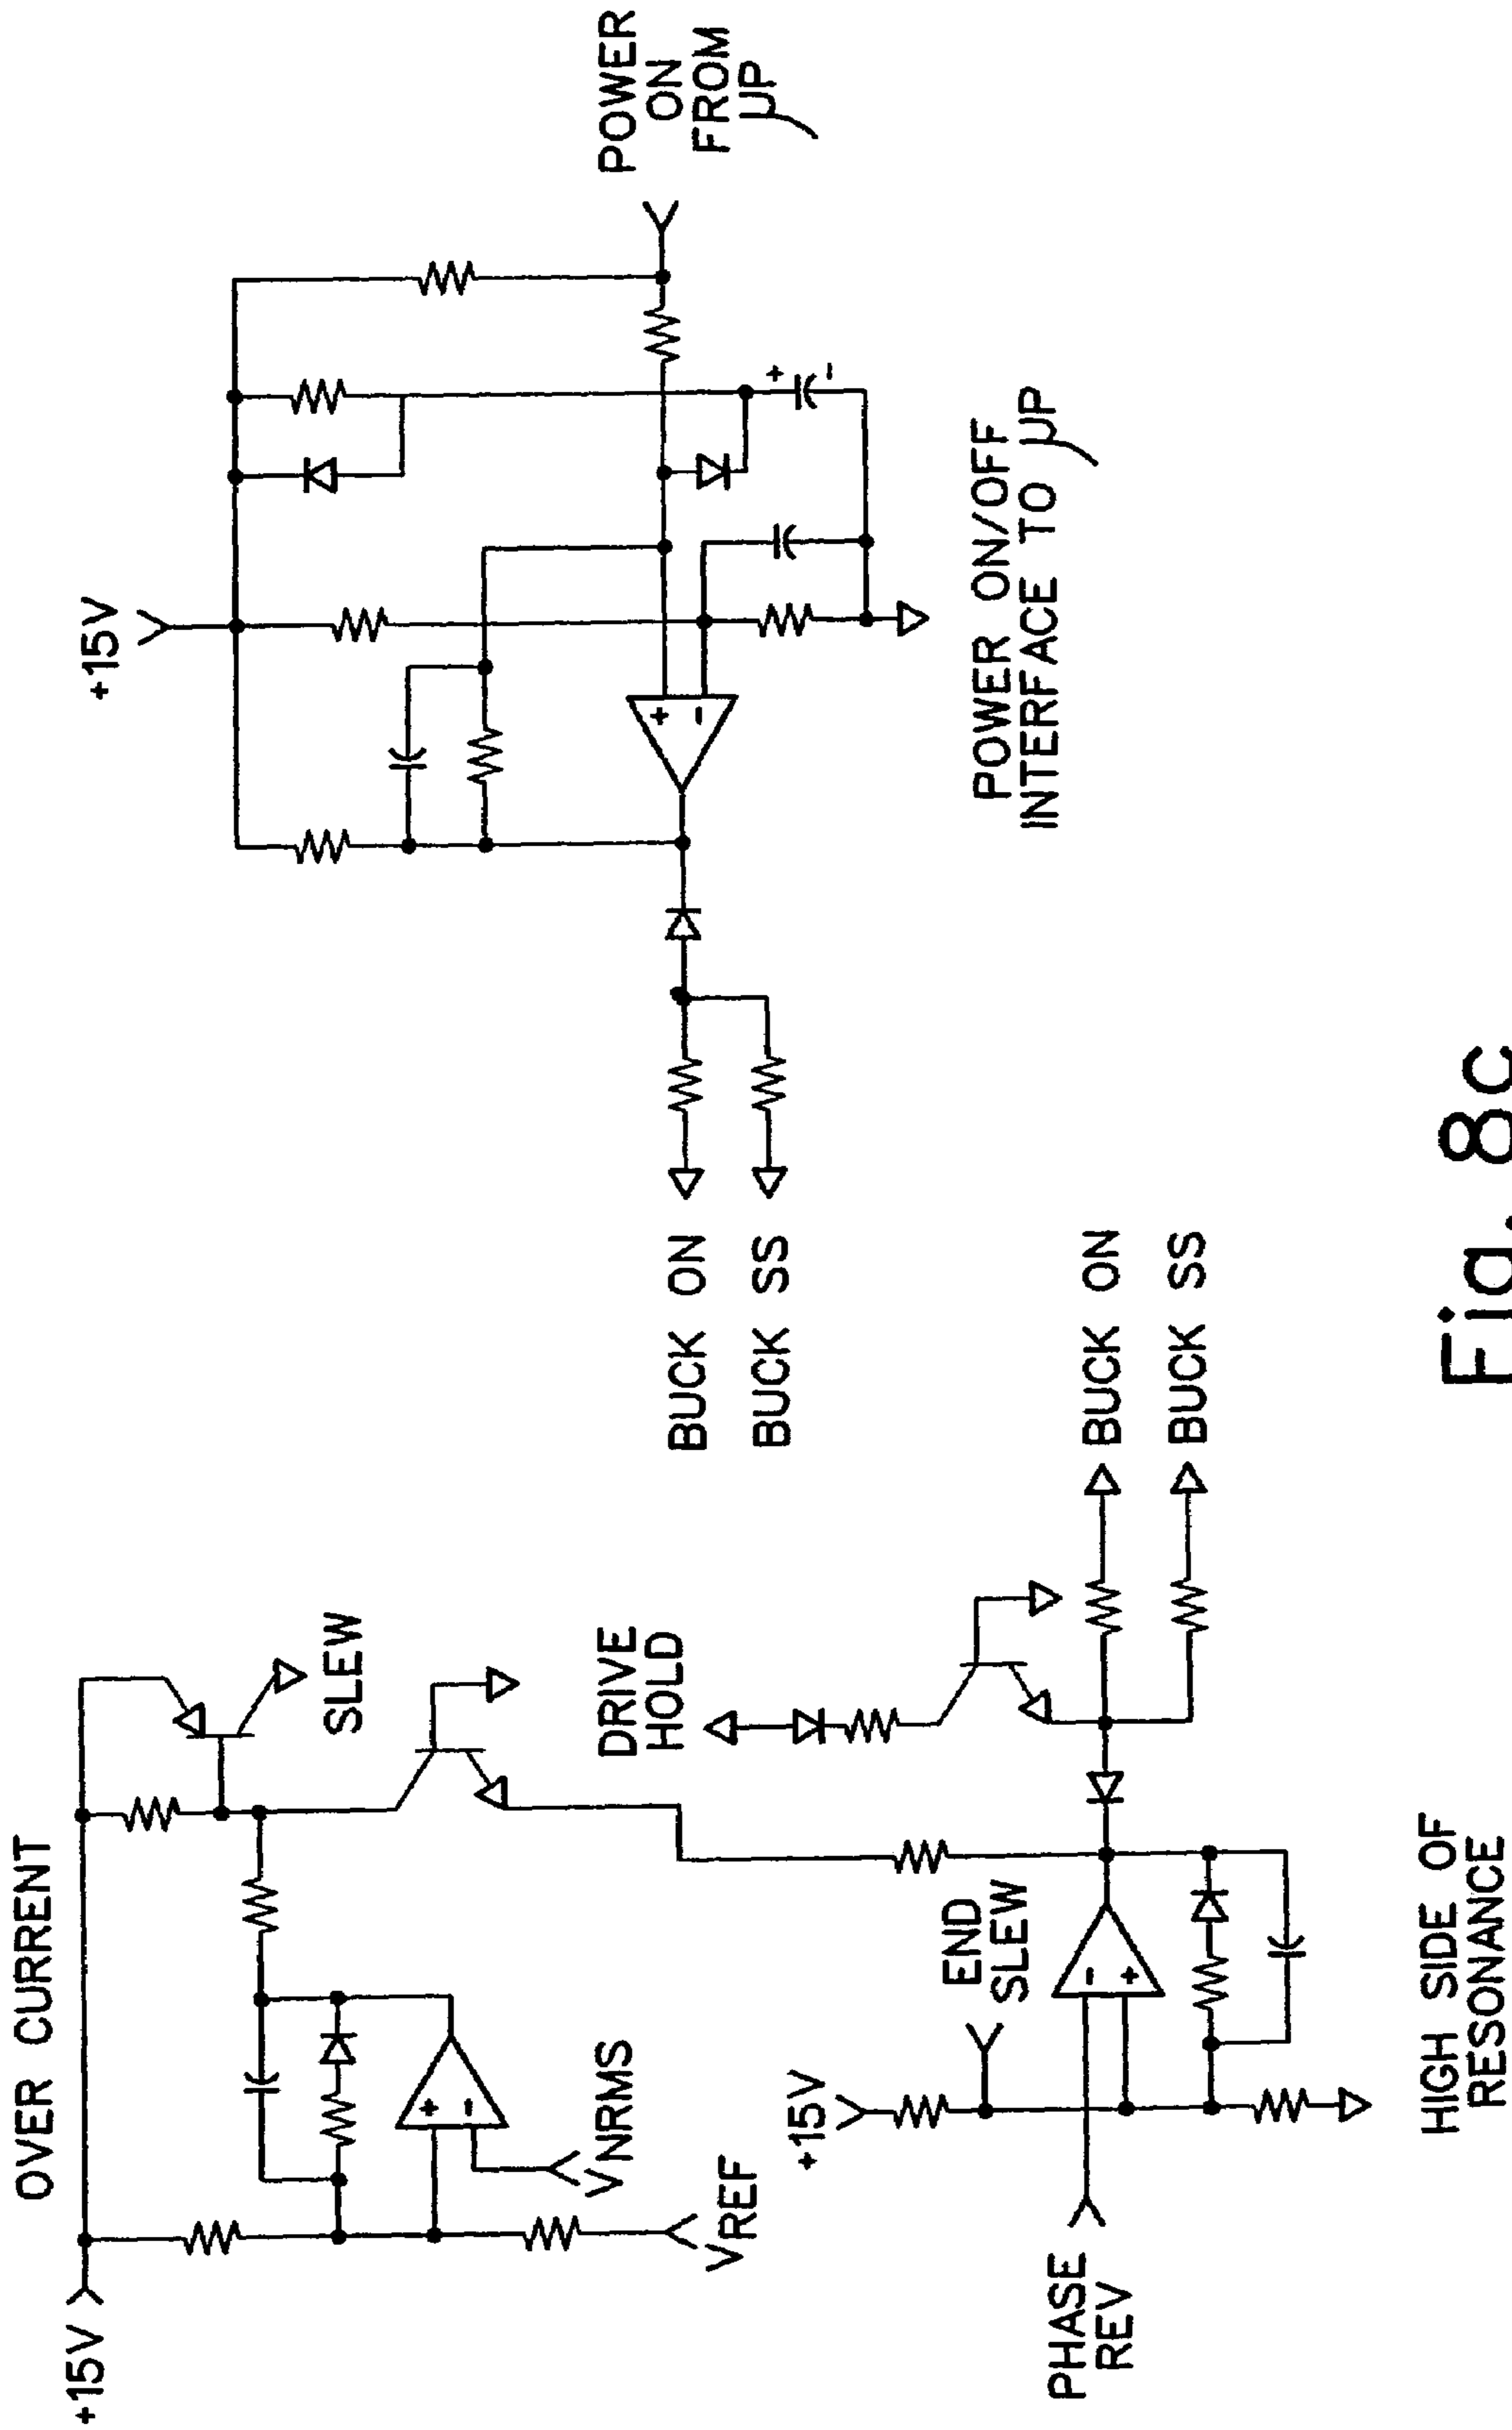 OVER CURRENT
+15V
SLEW
VNRMS
VREF
DRIVE
HOLD
+15V
END
SLEW
PHASE
REV
BUCK ON
BUCK SS
HIGH SIDE OF
RESONANCE
+15V
POWER
ON
FROM
μP
BUCK ON
BUCK SS
POWER ON/OFF
INTERFACE TO μP
Fig. 8c